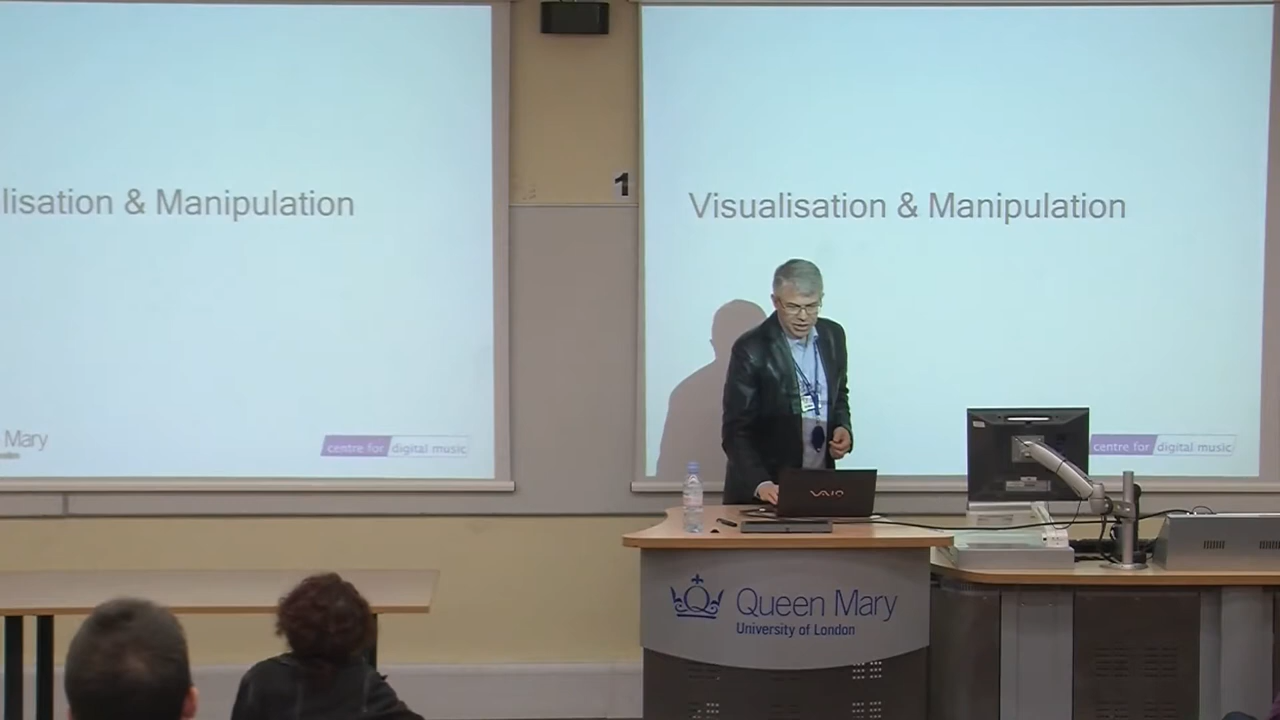 lisation & Manipulation
Mary
centre for digital music
1
Visualisation & Manipulation
centre for digital music
VAIO
Queen Mary
University of London